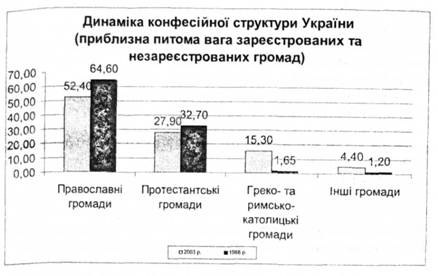 Динаміка конфесійної структури України
(приблизна питома вага зареєстрованих та
незареєстрованих громад)
70,00
60,00
50,00
40,00
30,00
20,00
10,00
0,00
52,40
64,60
27,90
32,70
15,30
1,65
4,40
1,20
Православні
громади
Протестантські
громади
Греко- та
римсько-
католицькі
громади
Інші громади
2003 р.
1988 р.